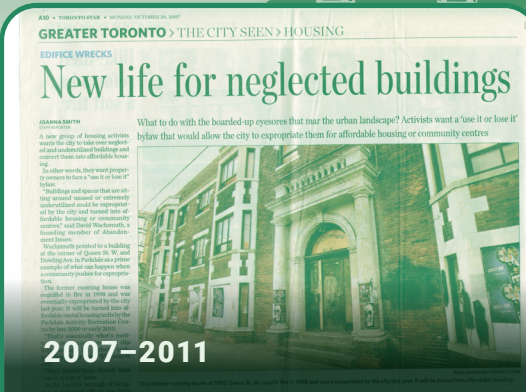 A10 • TORONTO STAR • MONDAY, OCTOBER 29, 2007
GREATER TORONTO > THE CITY SEEN > HOUSING
EDIFICE WRECKS
New life for neglected buildings
What to do with the boarded-up eyesores that mar the urban landscape? Activists want a 'use it or lose it'
bylaw that would allow the city to expropriate them for affordable housing or community centres
JOANNA SMITH
STAFF REPORTER
A new group of housing activists
wants the city to take over neglect-
ed and underutilized buildings and
convert them into affordable hous-
ing.
In other words, they want proper-
ty owners to face a "use it or lose it"
bylaw.
"Buildings and spaces that are sit-
ting around unused or extremely
underutilized could be expropriat-
ed by the city and turned into af-
fordable housing or community
centres," said David Wachsmuth, a
founding member of Abandon-
ment Issues.
Wachsmuth pointed to a building
at the corner of Queen St. W. and
Dowling Ave. in Parkdale as a prime
example of what can happen when
a community pushes for expropria-
tion.
The former rooming house was
engulfed in fire in 1998 and was
eventually expropriated by the city
last year. It will be turned into af-
fordable rental housing units by the
Parkdale Activity-Recreation Cen-
tre by late 2009 or early 2010.
2007–2011